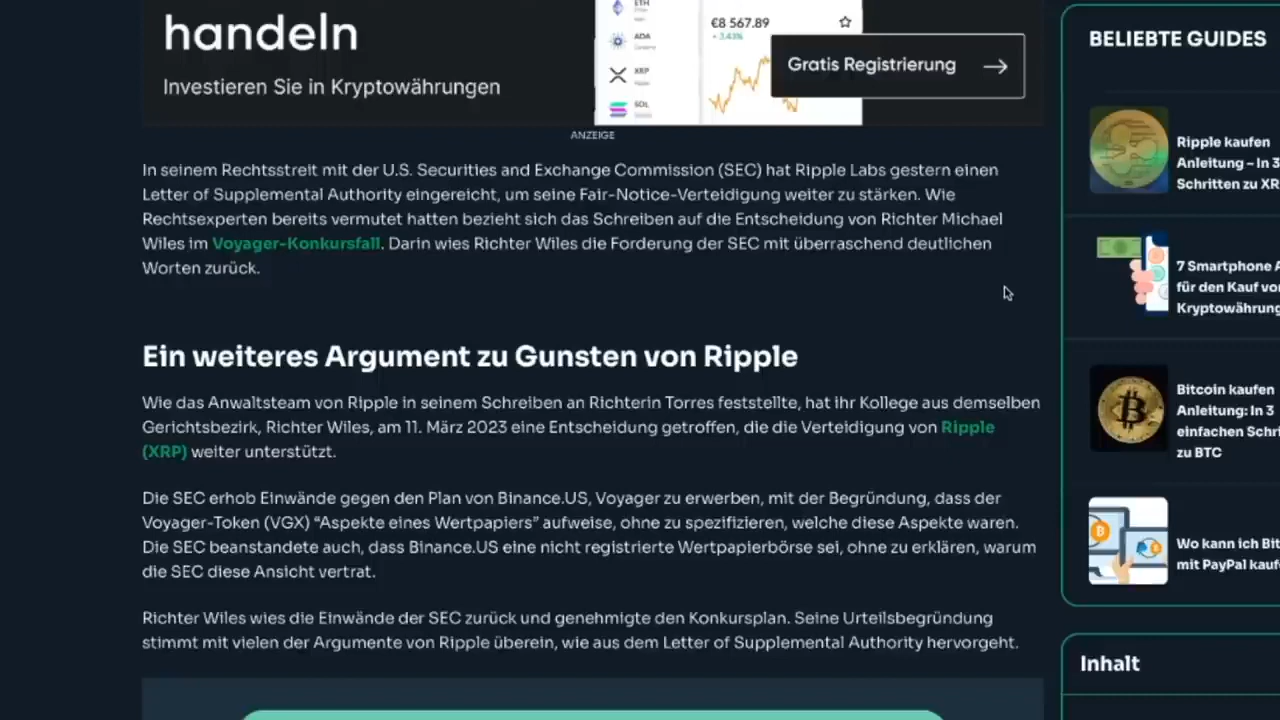 handeln
Investieren Sie in Kryptowährungen
ETH
ADA
XRP
SOL
€8 567.89
+ 3.43%
Gratis Registrierung
ANZEIGE
In seinem Rechtsstreit mit der U.S. Securities and Exchange Commission (SEC) hat Ripple Labs gestern einen
Letter of Supplemental Authority eingereicht, um seine Fair-Notice-Verteidigung weiter zu stärken. Wie
Rechtsexperten bereits vermutet hatten bezieht sich das Schreiben auf die Entscheidung von Richter Michael
Wiles im Voyager-Konkursfall. Darin wies Richter Wiles die Forderung der SEC mit überraschend deutlichen
Worten zurück.
Ein weiteres Argument zu Gunsten von Ripple
Wie das Anwaltsteam von Ripple in seinem Schreiben an Richterin Torres feststellte, hat ihr Kollege aus demselben
Gerichtsbezirk, Richter Wiles, am 11. März 2023 eine Entscheidung getroffen, die die Verteidigung von Ripple
(XRP) weiter unterstützt.
Die SEC erhob Einwände gegen den Plan von Binance.US, Voyager zu erwerben, mit der Begründung, dass der
Voyager-Token (VGX) “Aspekte eines Wertpapiers” aufweise, ohne zu spezifizieren, welche diese Aspekte waren.
Die SEC beanstandete auch, dass Binance.US eine nicht registrierte Wertpapierbörse sei, ohne zu erklären, warum
die SEC diese Ansicht vertrat.
Richter Wiles wies die Einwände der SEC zurück und genehmigte den Konkursplan. Seine Urteilsbegründung
stimmt mit vielen der Argumente von Ripple überein, wie aus dem Letter of Supplemental Authority hervorgeht.
BELIEBTE GUIDES
Ripple kaufen
Anleitung – In 3
Schritten zu XR
7 Smartphone A
für den Kauf vo
Kryptowährung
Bitcoin kaufen
Anleitung: In 3
einfachen Schri
zu BTC
Wo kann ich Bit
mit PayPal kauf
Inhalt